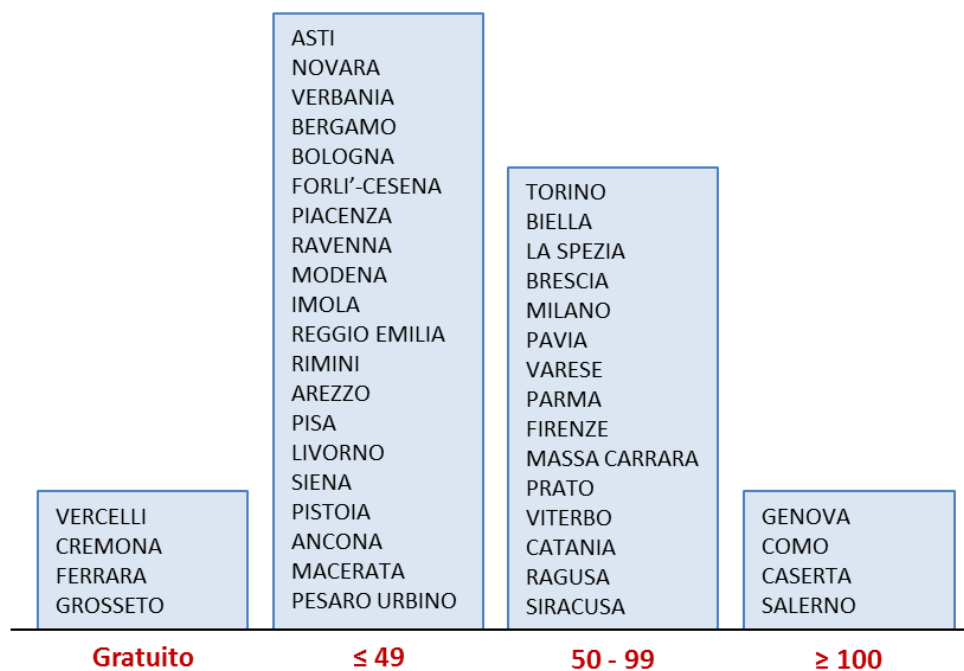 ASTI
NOVARA
VERBANIA
BERGAMO
BOLOGNA
FORLI'-CESENA
PIACENZA
RAVENNA
MODENA
IMOLA
REGGIO EMILIA
RIMINI
AREZZO
PISA
LIVORNO
SIENA
PISTOIA
ANCONA
MACERATA
PESARO URBINO
TORINO
BIELLA
LA SPEZIA
BRESCIA
MILANO
PAVIA
VARESE
PARMA
FIRENZE
MASSA CARRARA
PRATO
VITERBO
CATANIA
RAGUSA
SIRACUSA
VERCELLI
CREMONA
FERRARA
GROSSETO
GENOVA
COMO
CASERTA
SALERNO
Gratuito
≤ 49
50 - 99
≥ 100